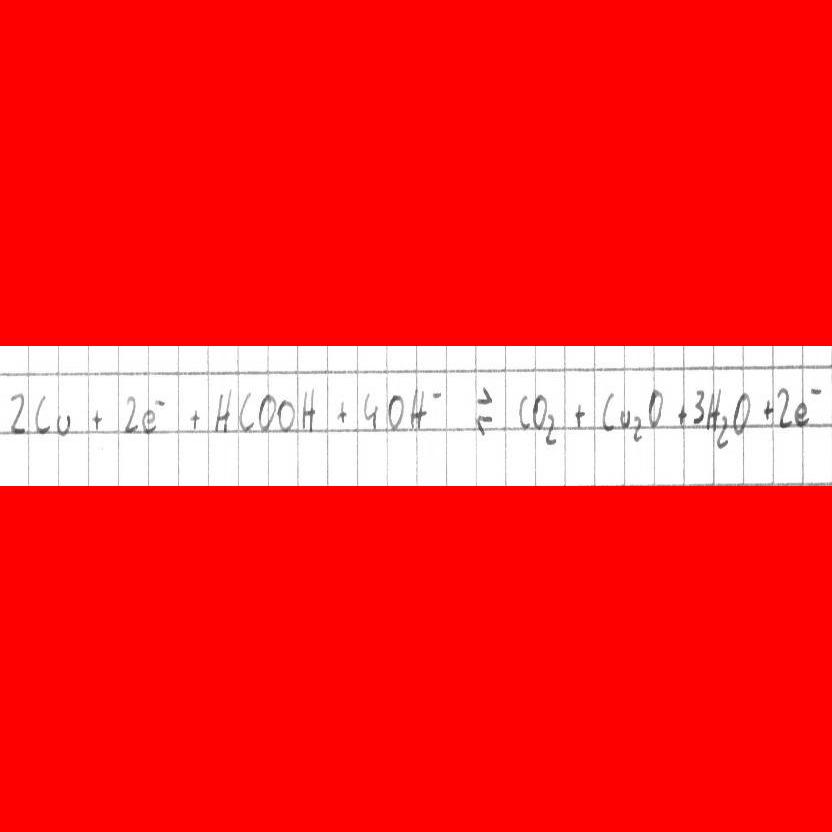 2Cu + 2e⁻ + HCOOH + 4OH⁻ ⇌ CO₂ + Cu₂O + 3H₂O + 2e⁻